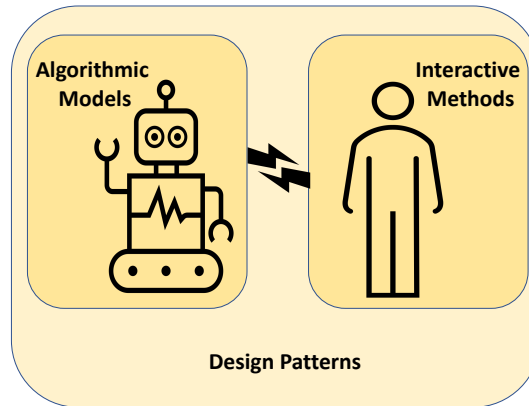 Algorithmic
Models
Interactive
Methods
Design Patterns